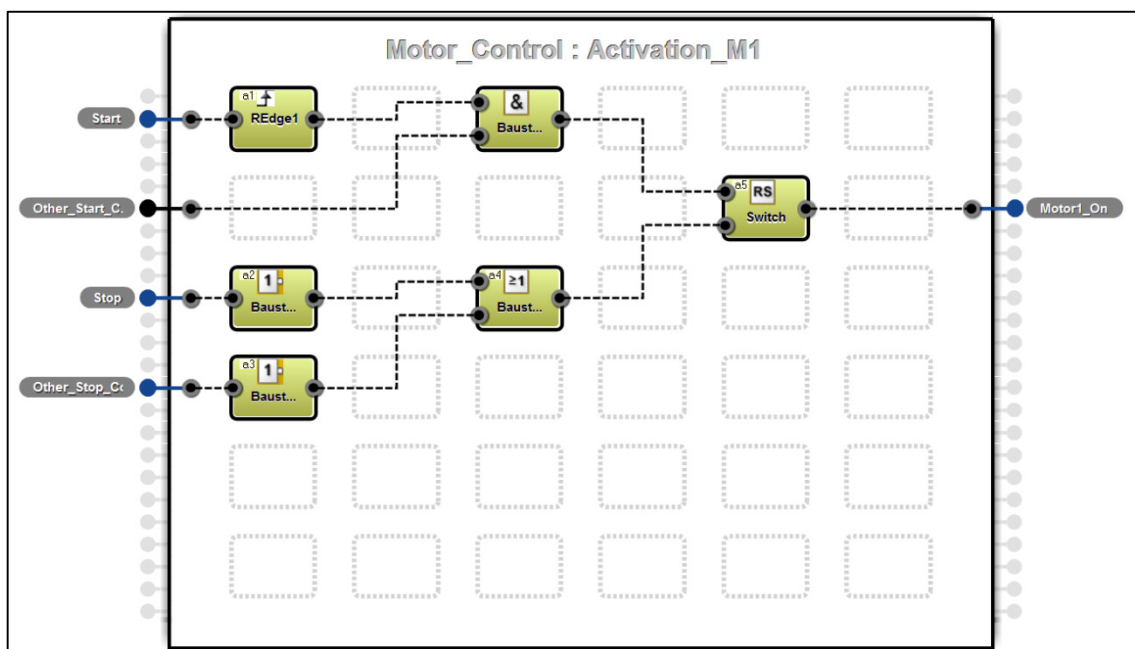 Motor_Control : Activation_M1
Start
a1
REdge1
&
Baust...
Other_Start_C.
a5 RS
Switch
Motor1_On
Stop
a2 1
Baust...
a4 ≥1
Baust...
Other_Stop_Cc
a3 1
Baust...